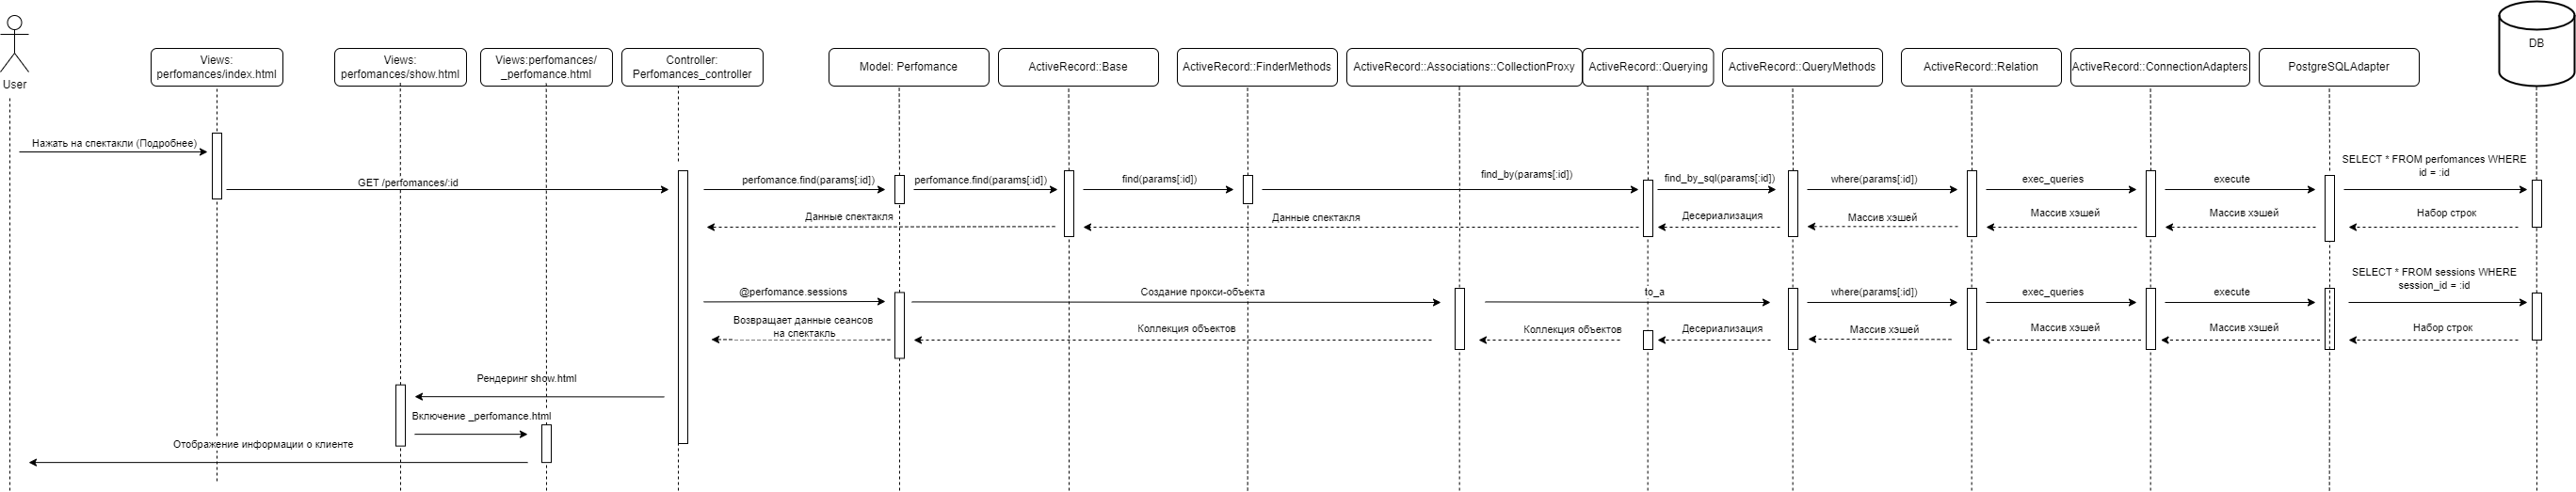 User
Views:
perfomances/index.html
Views:
perfomances/show.html
Views:perfomances/
_perfomance.html
Controller:
Perfomances_controller
Model: Perfomance
ActiveRecord::Base
ActiveRecord::FinderMethods
ActiveRecord::Associations::CollectionProxy
ActiveRecord::Querying
ActiveRecord::QueryMethods
ActiveRecord::Relation
ActiveRecord::ConnectionAdapters
PostgreSQLAdapter
DB
Нажать на спектакли (Подробнее)
GET /perfomances/:id
perfomance.find(params[:id])
perfomance.find(params[:id])
find(params[:id])
find_by(params[:id])
find_by_sql(params[:id])
where(params[:id])
exec_queries
execute
SELECT * FROM perfomances WHERE
id = :id
Данные спектакля
Данные спектакля
Десериализация
Массив хэшей
Массив хэшей
Массив хэшей
Набор строк
@perfomance.sessions
Создание прокси-объекта
to_a
where(params[:id])
exec_queries
execute
SELECT * FROM sessions WHERE
session_id = :id
Возвращает данные сеансов
на спектакль
Коллекция объектов
Коллекция объектов
Десериализация
Массив хэшей
Массив хэшей
Массив хэшей
Набор строк
Рендеринг show.html
Включение _perfomance.html
Отображение информации о клиенте